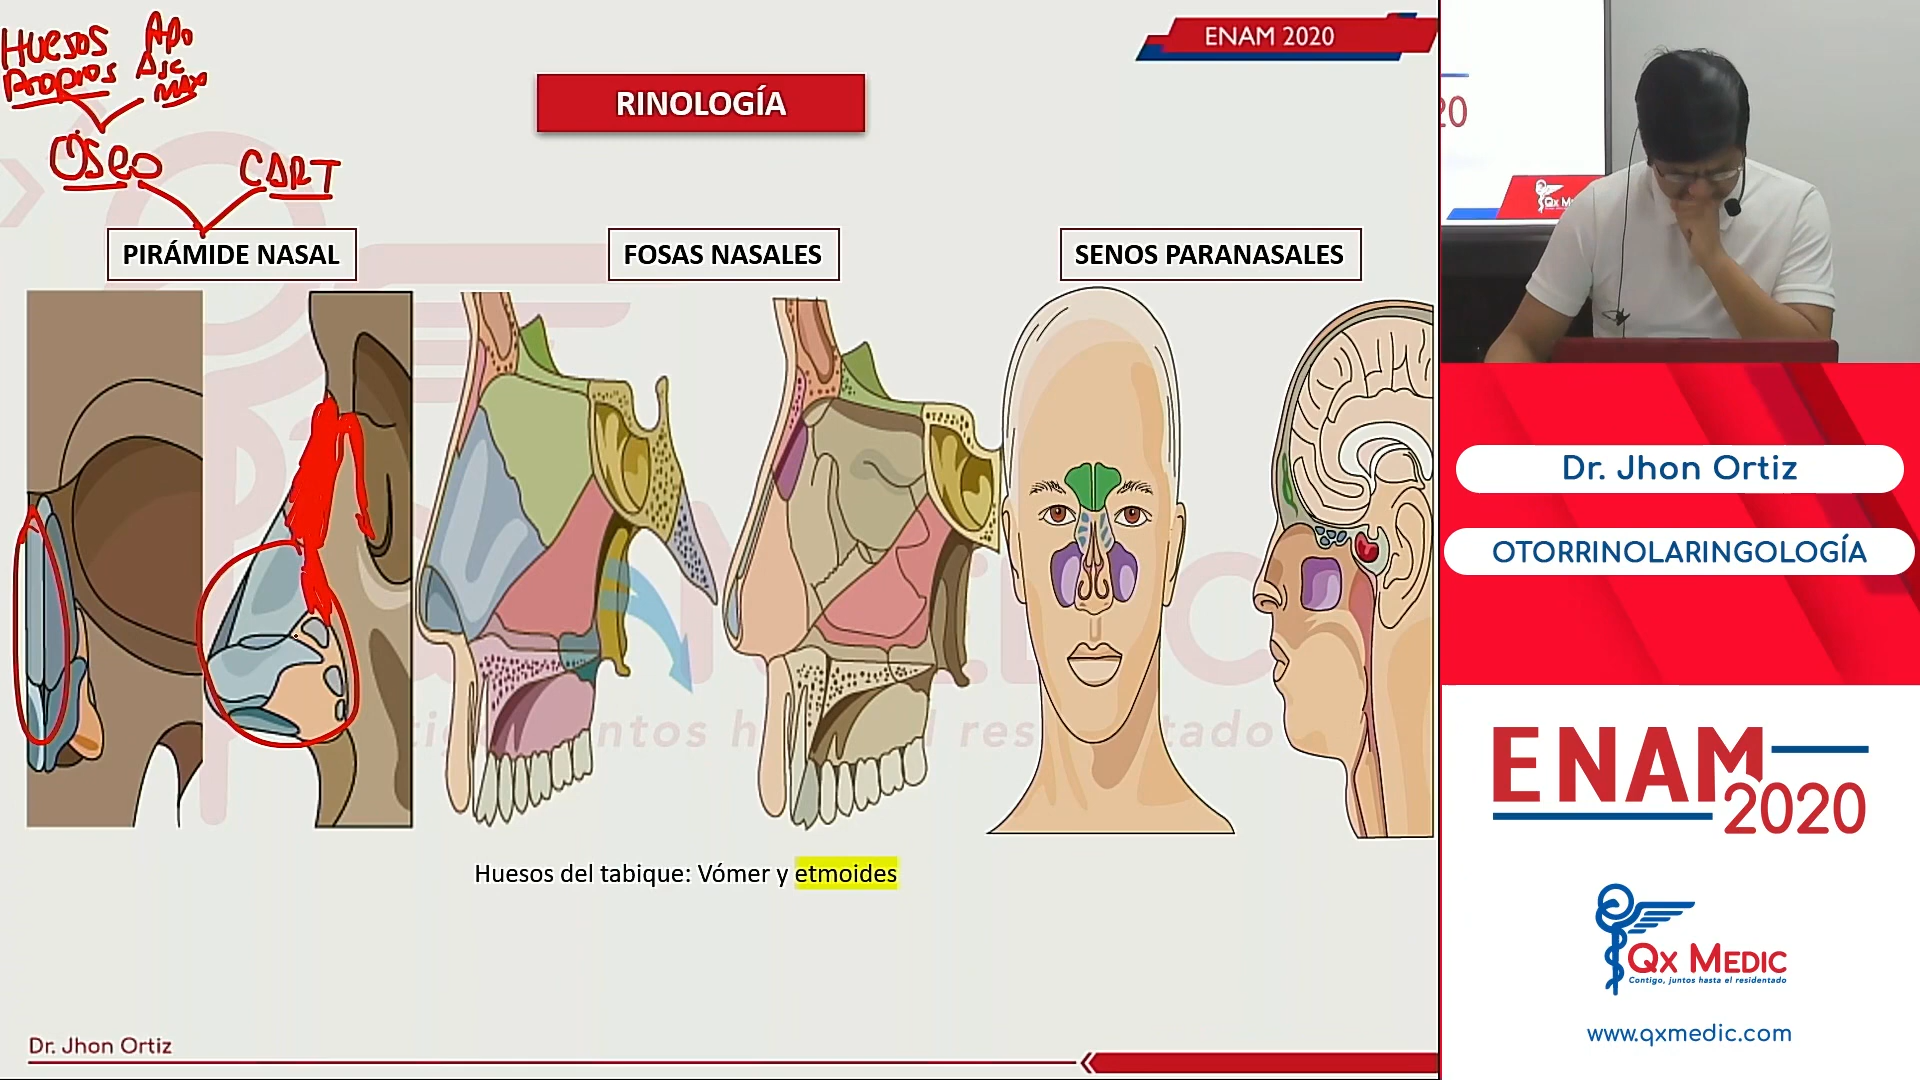 HUESOS APO
PROPIOS ASC
MAX
ÓSEO CART
ENAM 2020
RINOLOGÍA
PIRÁMIDE NASAL
FOSAS NASALES
SENOS PARANASALES
Huesos del tabique: Vómer y etmoides
Dr. Jhon Ortiz
20
Qx M
Dr. Jhon Ortiz
OTORRINOLARINGOLOGÍA
ENAM
2020
Qx MEDIC
Contigo, juntos hasta el residentado
www.qxmedic.com